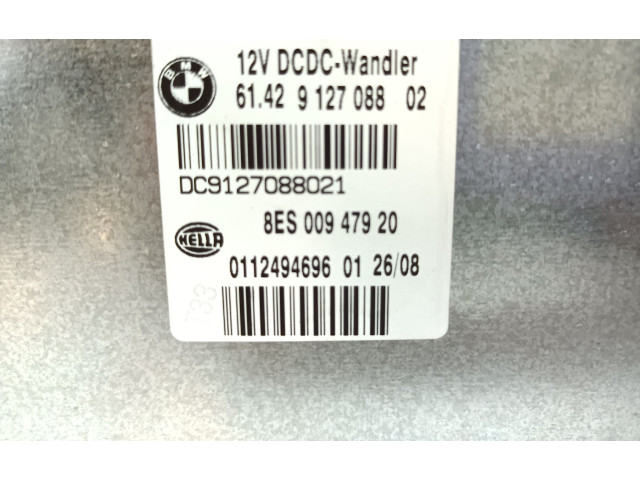 BMW
12V DCDC-Wandler
61.42 9 127 088 02
DC9127088021
8ES 009 479 20
HELLA
0112494696 01 26/08